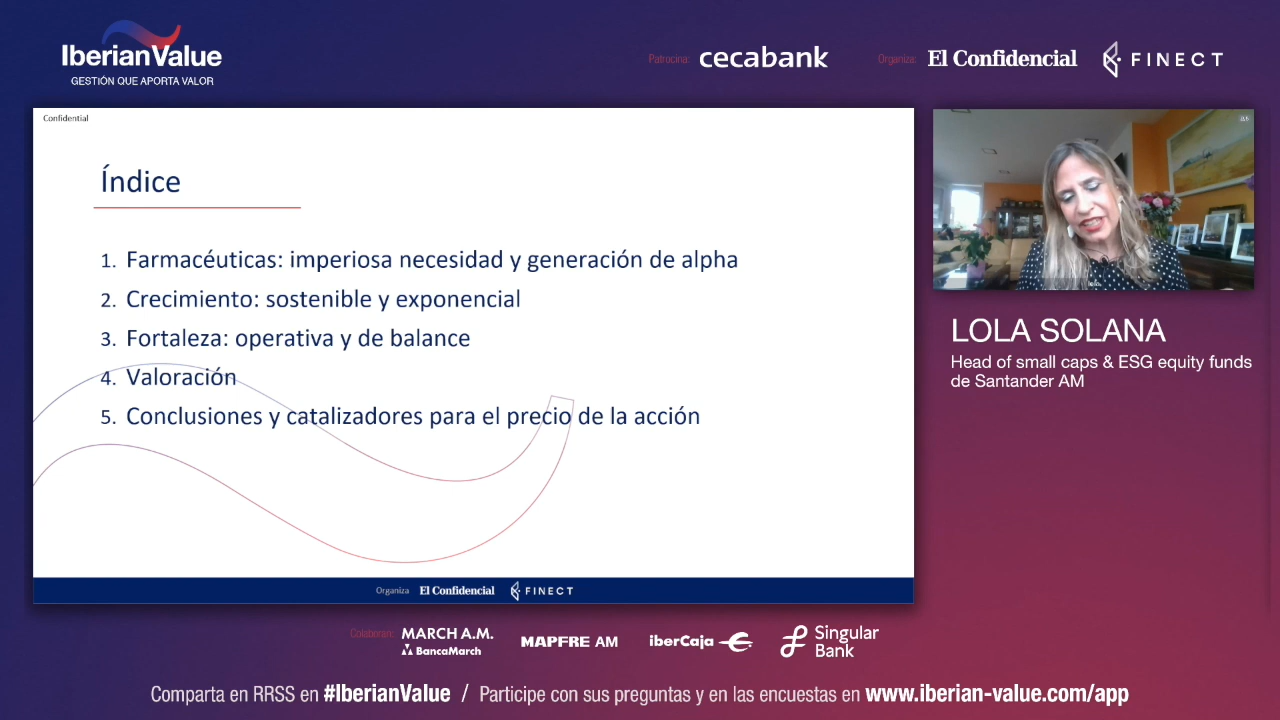 IberianValue
GESTIÓN QUE APORTA VALOR
Patrocina: cecabank
Organiza: El Confidencial FINECT
Confidential
Índice
1. Farmacéuticas: imperiosa necesidad y generación de alpha
2. Crecimiento: sostenible y exponencial
3. Fortaleza: operativa y de balance
4. Valoración
5. Conclusiones y catalizadores para el precio de la acción
Organiza El Confidencial FINECT
LOLA SOLANA
Head of small caps & ESG equity funds
de Santander AM
Colaboran: MARCH A.M.
BancaMarch
MAPFRE AM
iberCaja
Singular
Bank
Comparta en RRSS en #IberianValue / Participe con sus preguntas y en las encuestas en www.iberian-value.com/app